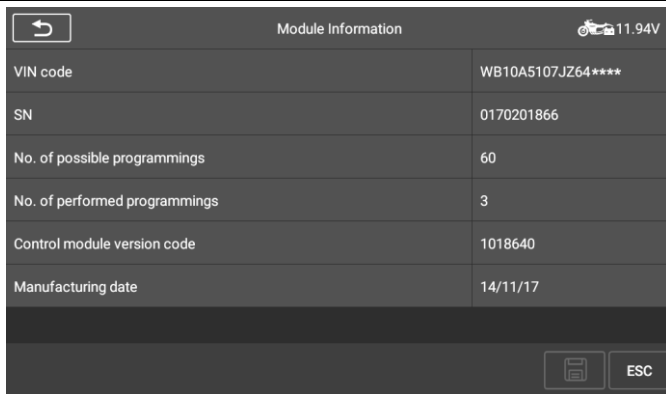 Module Information 11.94V
VIN code WB10A5107JZ64****
SN 0170201866
No. of possible programmings 60
No. of performed programmings 3
Control module version code 1018640
Manufacturing date 14/11/17
ESC